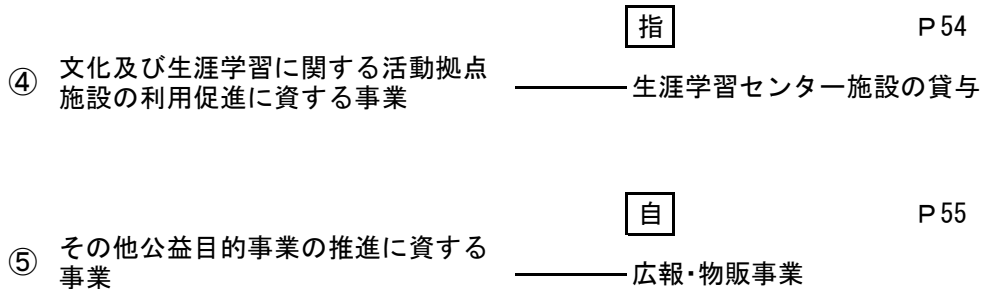 指 P54
④ 文化及び生涯学習に関する活動拠点
施設の利用促進に資する事業
生涯学習センター施設の貸与
自 P55
⑤ その他公益目的事業の推進に資する
事業
広報・物販事業